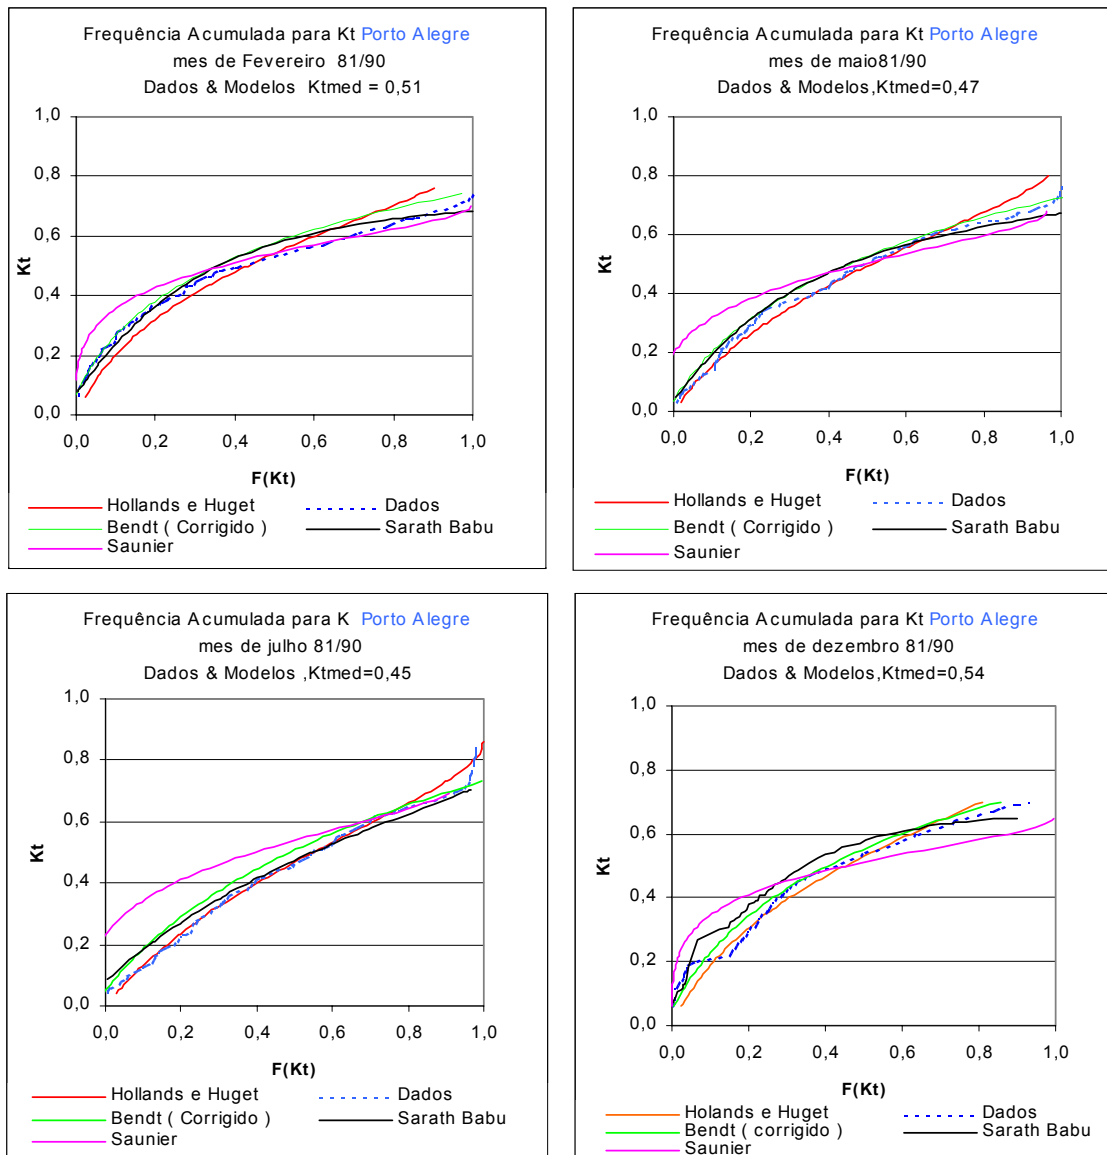 Frequência Acumulada para Kt Porto Alegre
mes de Fevereiro 81/90
Dados & Modelos Ktmed = 0,51
1,0
0,8
0,6
0,4
0,2
0,0
Kt
0,0 0,2 0,4 0,6 0,8 1,0
F(Kt)
Hollands e Huget Dados
Bendt ( Corrigido ) Sarath Babu
Saunier
Frequência Acumulada para Kt Porto Alegre
mes de maio81/90
Dados & Modelos,Ktmed=0,47
1,0
0,8
0,6
0,4
0,2
0,0
Kt
0,0 0,2 0,4 0,6 0,8 1,0
F(Kt)
Hollands e Huget Dados
Bendt ( Corrigido ) Sarath Babu
Saunier
Frequência Acumulada para K Porto Alegre
mes de julho 81/90
Dados & Modelos ,Ktmed=0,45
1,0
0,8
0,6
0,4
0,2
0,0
Kt
0,0 0,2 0,4 0,6 0,8 1,0
F(Kt)
Hollands e Huget Dados
Bendt ( Corrigido ) Sarath Babu
Saunier
Frequência Acumulada para Kt Porto Alegre
mes de dezembro 81/90
Dados & Modelos,Ktmed=0,54
1,0
0,8
0,6
0,4
0,2
0,0
Kt
0,0 0,2 0,4 0,6 0,8 1,0
F(Kt)
Holands e Huget Dados
Bendt ( corrigido ) Sarath Babu
Saunier